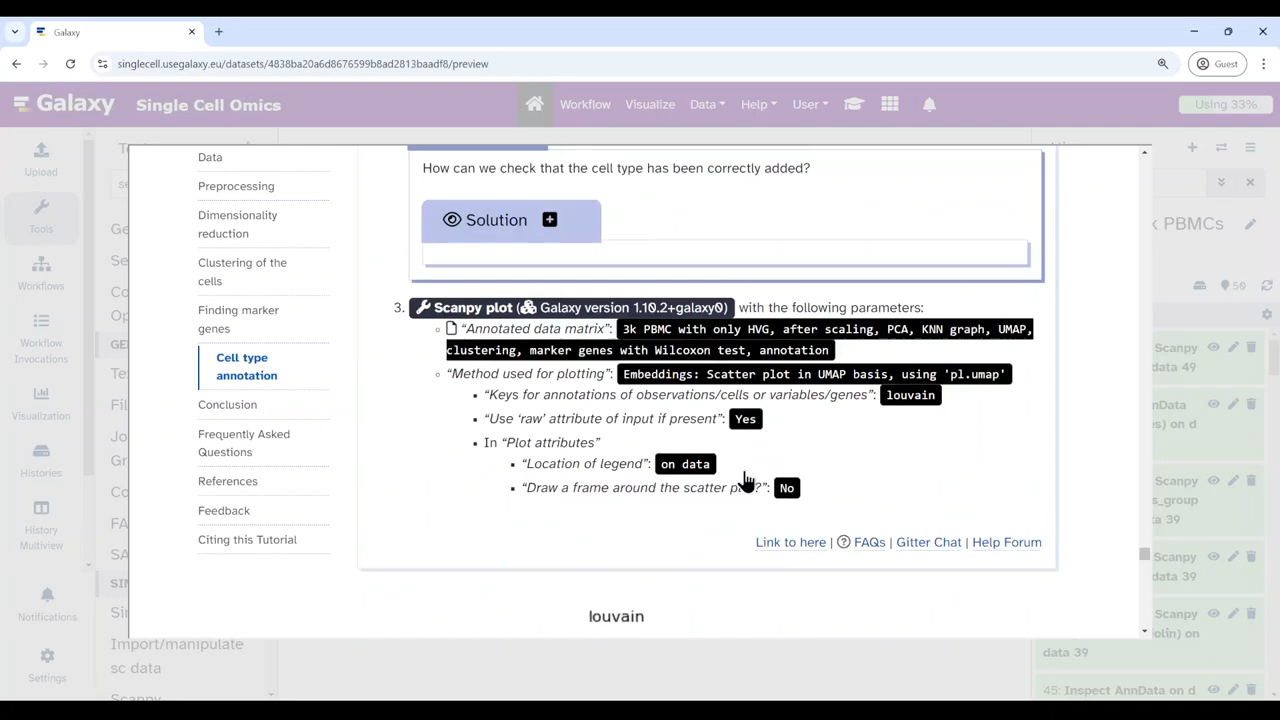 Galaxy
singlecell.usegalaxy.eu/datasets/4838ba20a6d8676599b8ad2813baadf8/preview
Guest
Galaxy Single Cell Omics
Workflow Visualize Data Help User
Using 33%
Upload
Tools
Workflows
Workflow
Invocations
Visualization
Histories
History
Multiview
Notifications
Settings
Import/manipulate
sc data
Scanpy
Data
Preprocessing
Dimensionality
reduction
Clustering of the
cells
Finding marker
genes
Cell type
annotation
Conclusion
Frequently Asked
Questions
References
Feedback
Citing this Tutorial
How can we check that the cell type has been correctly added?
Solution
3. Scanpy plot ( Galaxy version 1.10.2+galaxy0) with the following parameters:
“Annotated data matrix”: 3k PBMC with only HVG, after scaling, PCA, KNN graph, UMAP,
clustering, marker genes with Wilcoxon test, annotation
“Method used for plotting”: Embeddings: Scatter plot in UMAP basis, using 'pl.umap'
“Keys for annotations of observations/cells or variables/genes”: louvain
“Use ‘raw’ attribute of input if present”: Yes
In “Plot attributes”
“Location of legend”: on data
“Draw a frame around the scatter ?”: No
Link to here | FAQs | Gitter Chat | Help Forum
louvain
PBMCs
50
Scanpy
data 39
Scanpy
data 39
45: Inspect AnnData on d